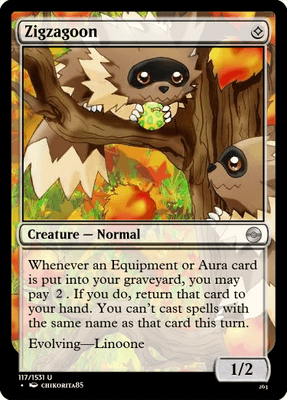 Zigzagoon
Creature — Normal
Whenever an Equipment or Aura card
is put into your graveyard, you may
pay 2 . If you do, return that card to
your hand. You can't cast spells with
the same name as that card this turn.
Evolving—Linoone
1/2
117/1531 U
• CHIKORITA85